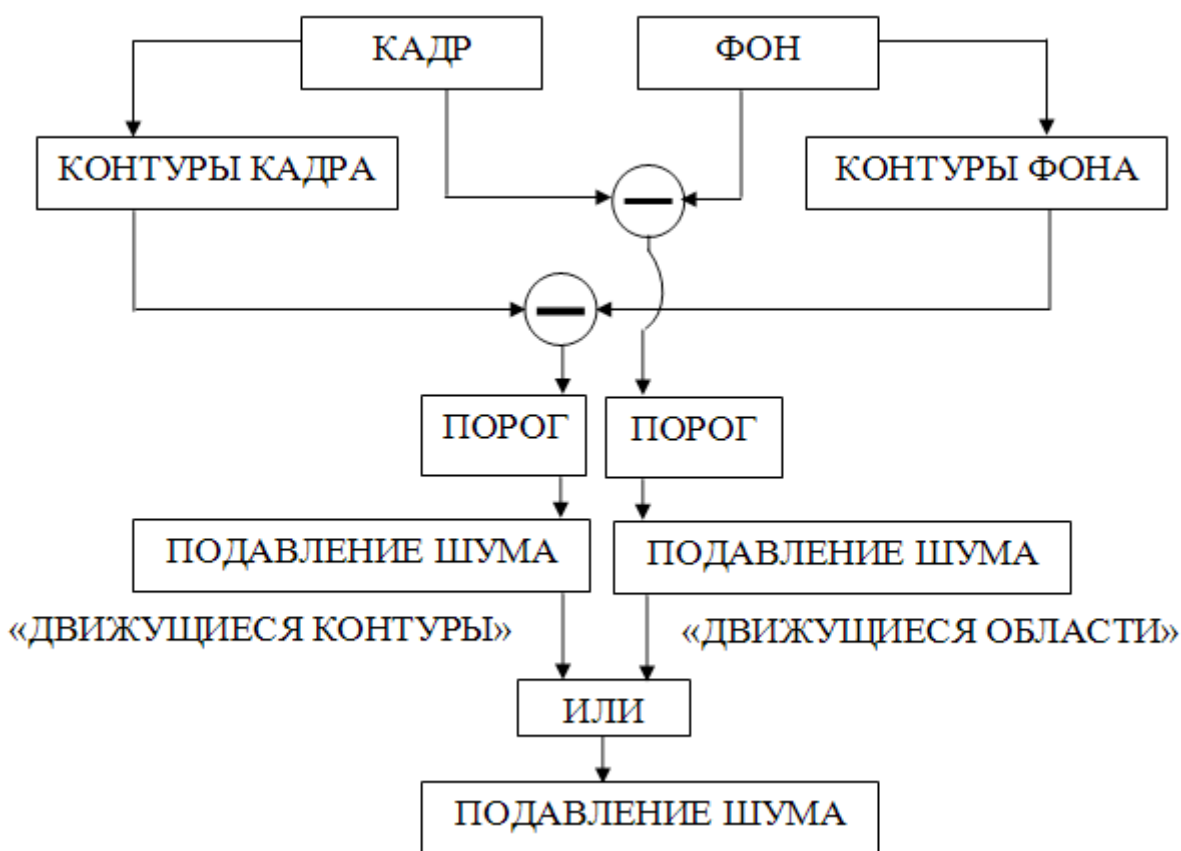 КАДР
ФОН
КОНТУРЫ КАДРА
КОНТУРЫ ФОНА
ПОРОГ
ПОРОГ
ПОДАВЛЕНИЕ ШУМА
ПОДАВЛЕНИЕ ШУМА
«ДВИЖУЩИЕСЯ КОНТУРЫ»
«ДВИЖУЩИЕСЯ ОБЛАСТИ»
ИЛИ
ПОДАВЛЕНИЕ ШУМА